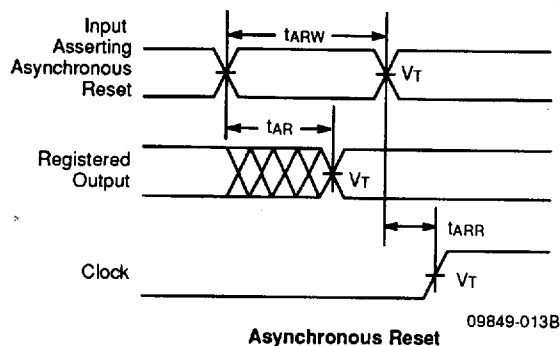 Input
Asserting
Asynchronous
Reset
tARW
VT
tAR
Registered
Output
VT
tARR
Clock
VT
09849-013B
Asynchronous Reset